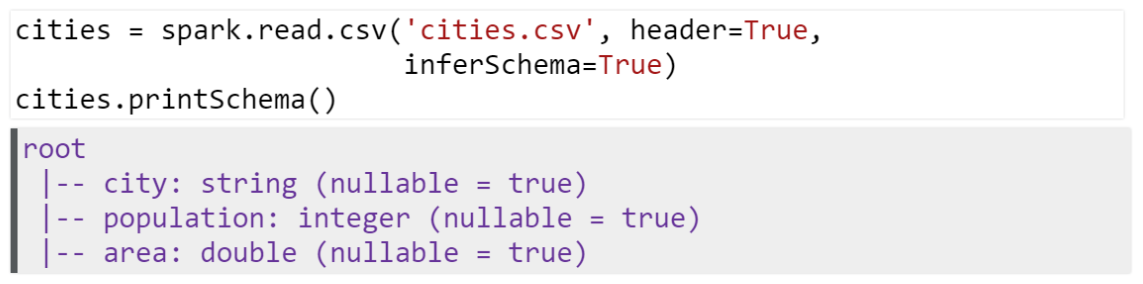 cities = spark.read.csv('cities.csv', header=True,
                        inferSchema=True)
cities.printSchema()
root
 |-- city: string (nullable = true)
 |-- population: integer (nullable = true)
 |-- area: double (nullable = true)